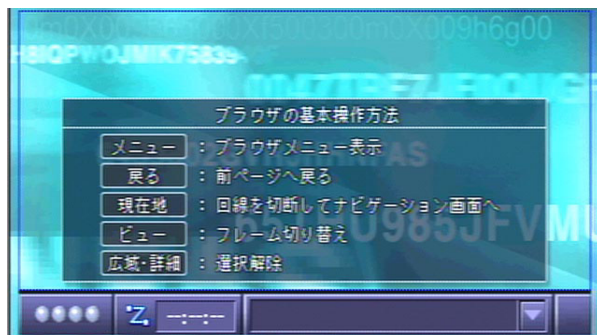 0m0X00 Xf500300m0X009h6g00
H8IQPWOJMIK75839
ブラウザの基本操作方法
メニュー：ブラウザメニュー表示
戻る：前ページへ戻る
現在地：回線を切断してナビゲーション画面へ
ビュー：フレーム切り替え
広域・詳細：選択解除
Z --:--:--